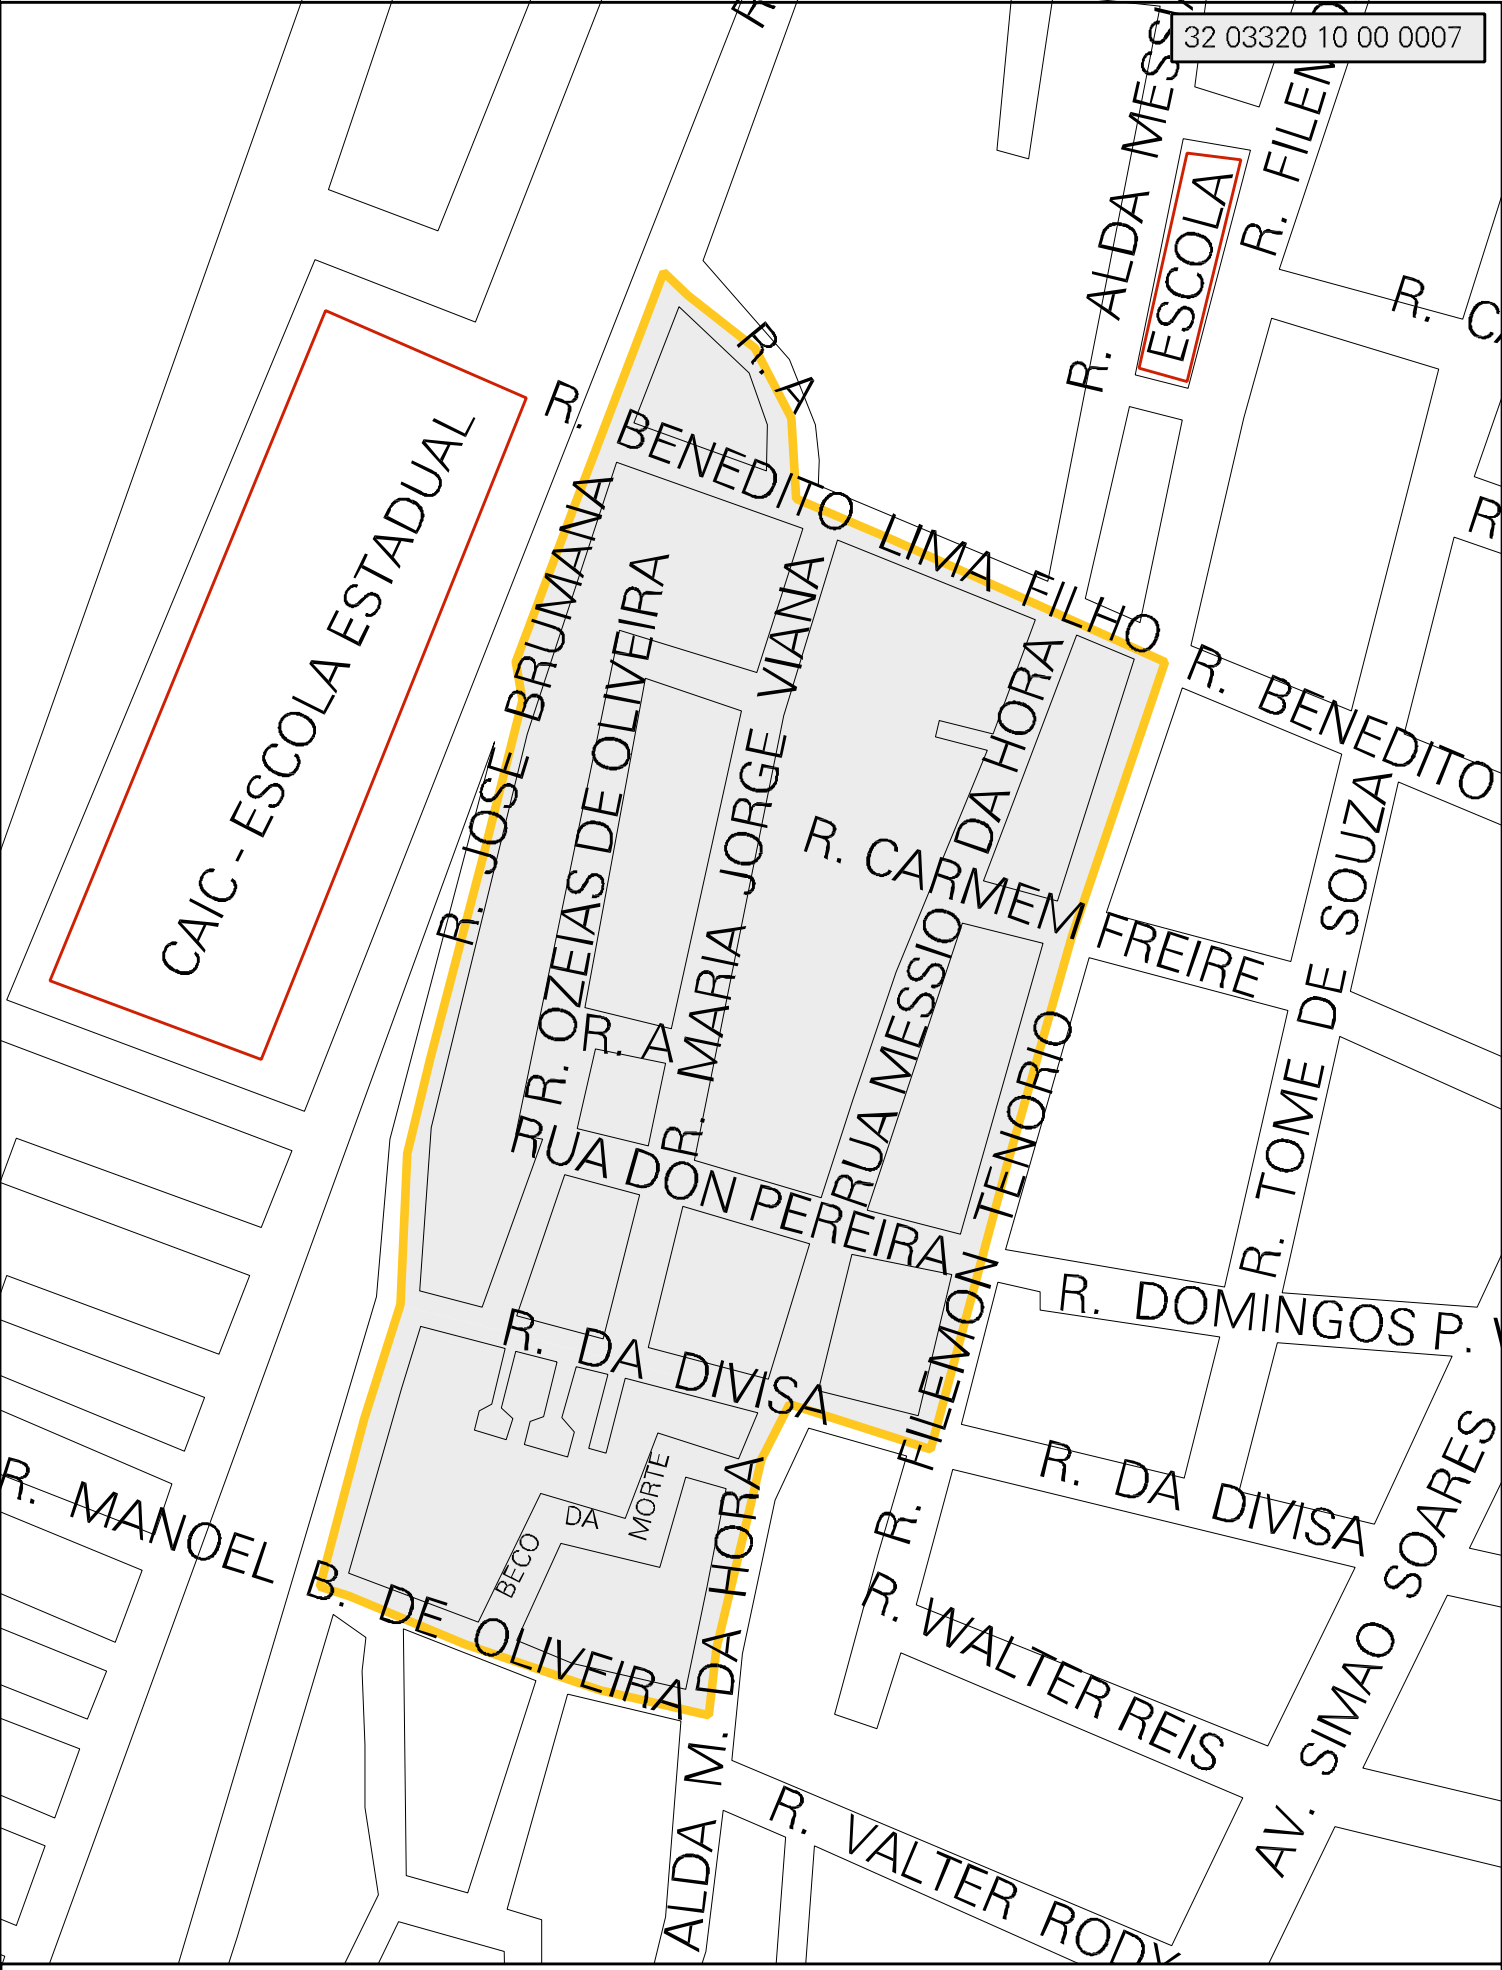 32 03320 10 00 0007
R. ALDA MESSI
R. FILEM
ESCOLA
R. A
R. BENEDITO LIMA FILHO
CAIC - ESCOLA ESTADUAL
R. JOSE BRUMANA
R. OZEIAS DE OLIVEIRA
R. MARIA JORGE VIANA
RUA MESSIO DA HORA
R. BENEDITO
R. CARMEM FREIRE
R. TOME DE SOUZA
R. A
RUA DON PEREIRA
R. FILEMON TENORIO
R. DOMINGOS P.
R. DA DIVISA
R. DA DIVISA
BECO DA MORTE
R. MANOEL B. DE OLIVEIRA
ALDA M. DA HORA
R. WALTER REIS
AV. SIMAO SOARES
R. VALTER RODY